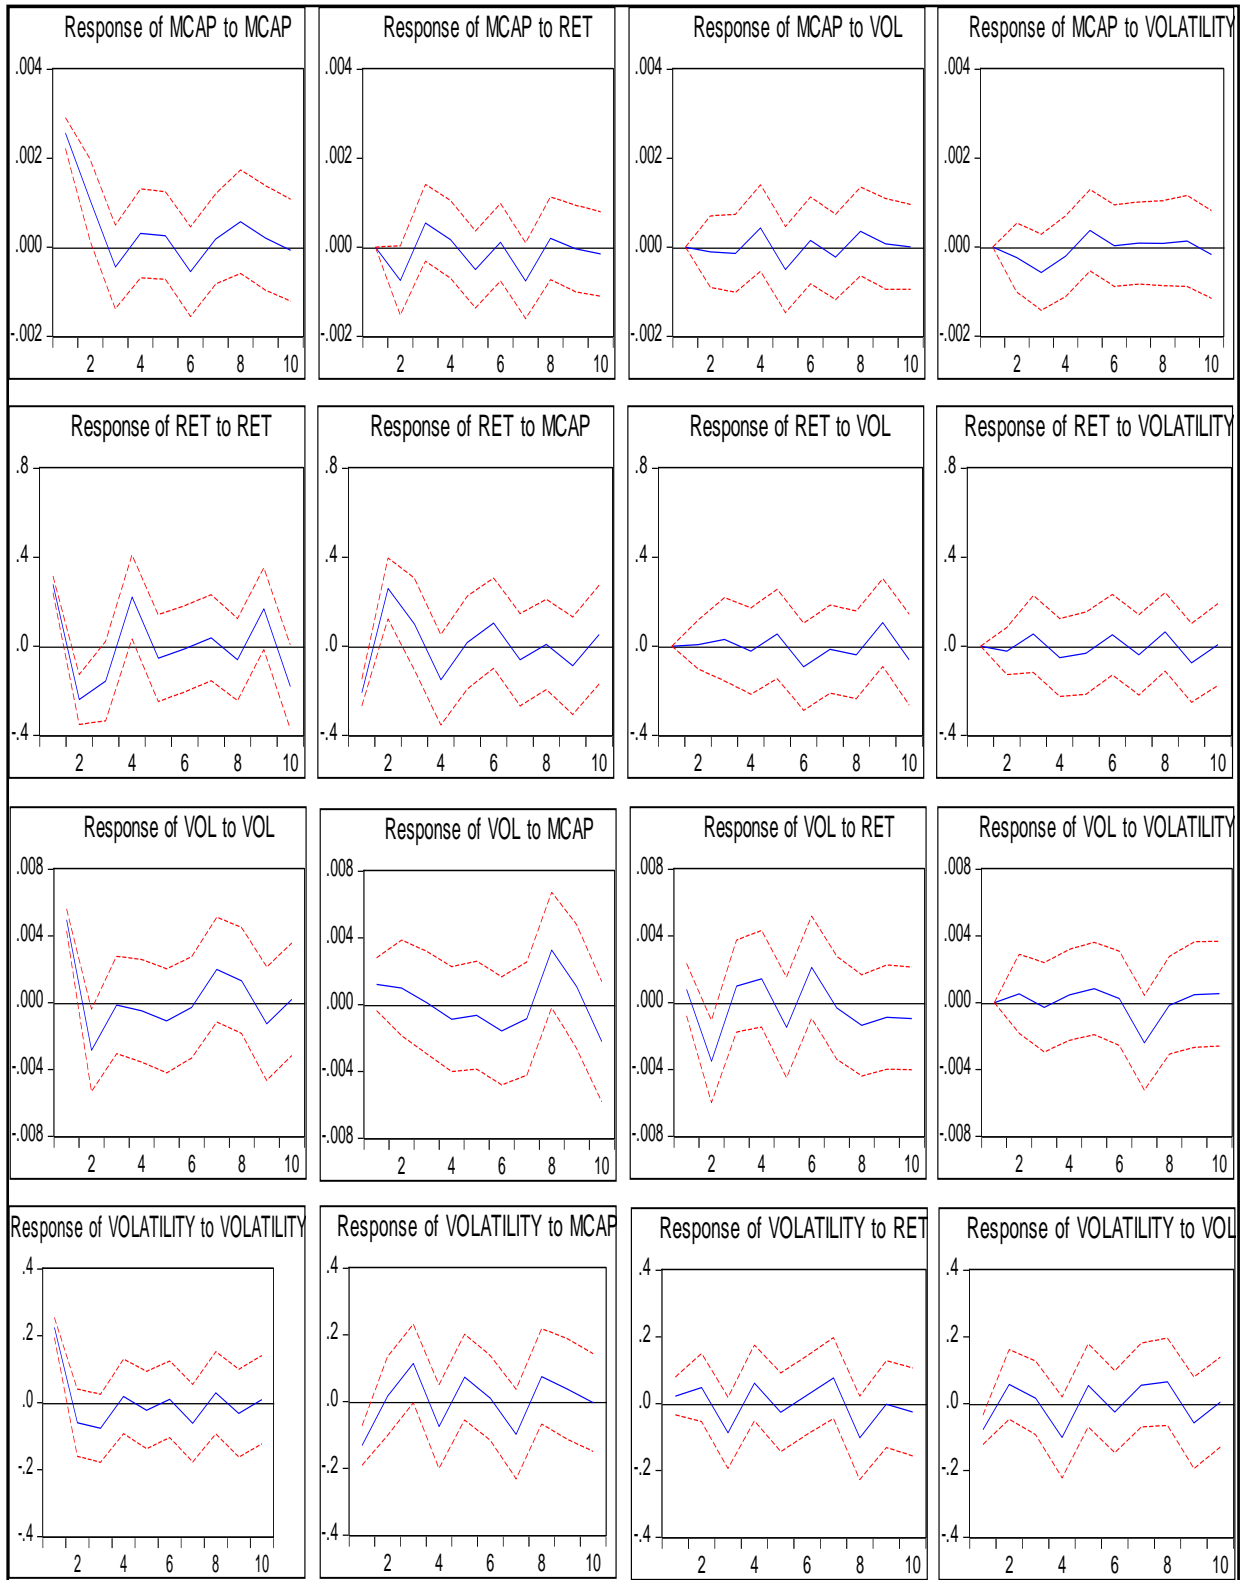 Response of MCAP to MCAP
.004
.002
.000
-.002
2 4 6 8 10
Response of MCAP to RET
.004
.002
.000
-.002
2 4 6 8 10
Response of MCAP to VOL
.004
.002
.000
-.002
2 4 6 8 10
Response of MCAP to VOLATILITY
.004
.002
.000
-.002
2 4 6 8 10
Response of RET to RET
.8
.4
.0
-.4
2 4 6 8 10
Response of RET to MCAP
.8
.4
.0
-.4
2 4 6 8 10
Response of RET to VOL
.8
.4
.0
-.4
2 4 6 8 10
Response of RET to VOLATILITY
.8
.4
.0
-.4
2 4 6 8 10
Response of VOL to VOL
.008
.004
.000
-.004
-.008
2 4 6 8 10
Response of VOL to MCAP
.008
.004
.000
-.004
-.008
2 4 6 8 10
Response of VOL to RET
.008
.004
.000
-.004
-.008
2 4 6 8 10
Response of VOL to VOLATILITY
.008
.004
.000
-.004
-.008
2 4 6 8 10
Response of VOLATILITY to VOLATILITY
.4
.2
.0
-.2
-.4
2 4 6 8 10
Response of VOLATILITY to MCAP
.4
.2
.0
-.2
-.4
2 4 6 8 10
Response of VOLATILITY to RET
.4
.2
.0
-.2
-.4
2 4 6 8 10
Response of VOLATILITY to VOL
.4
.2
.0
-.2
-.4
2 4 6 8 10